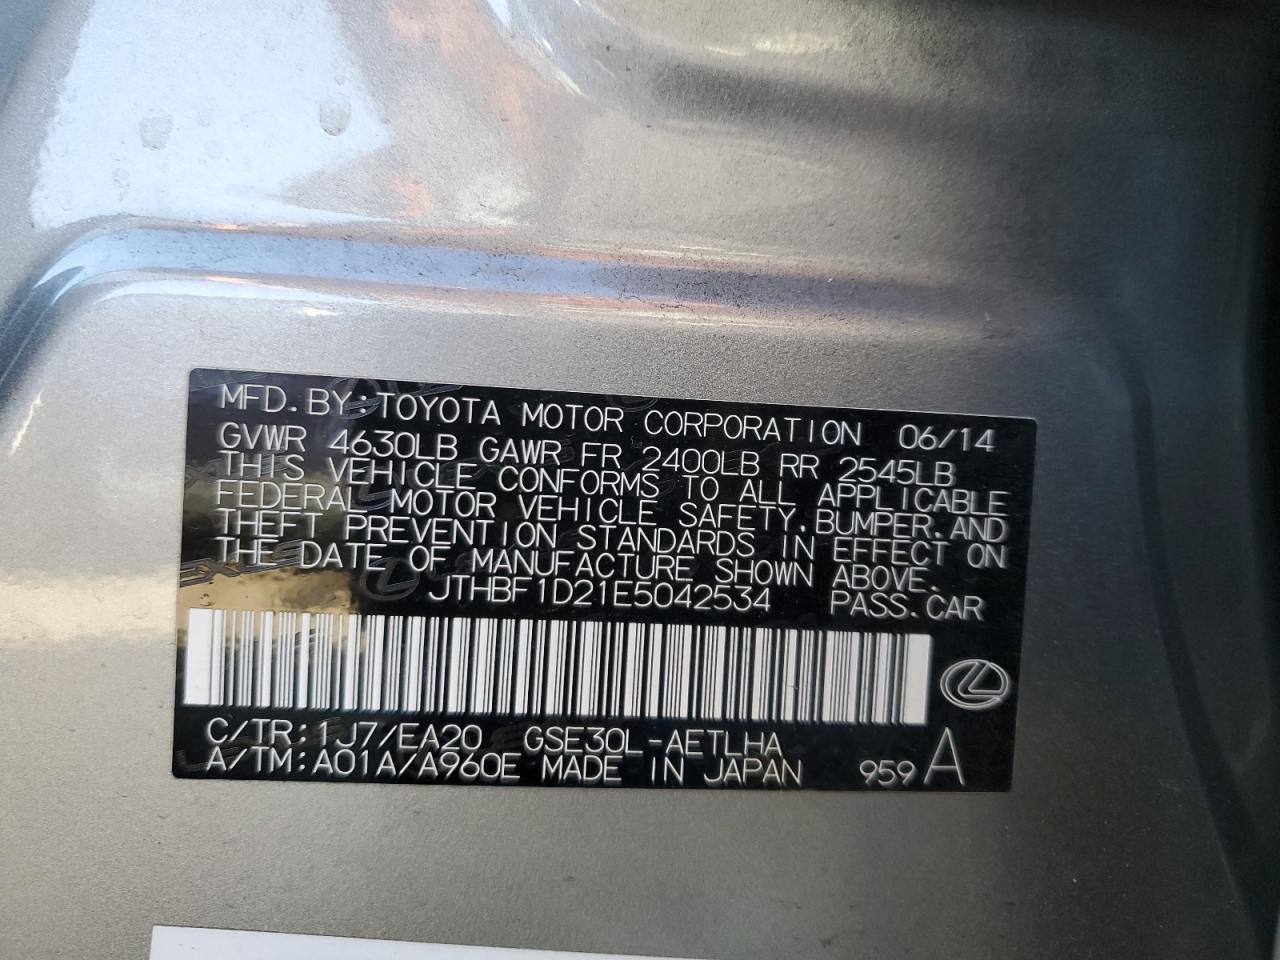 MFD. BY: TOYOTA MOTOR CORPORATION 06/14
GVWR 4630LB GAWR FR 2400LB RR 2545LB
THIS VEHICLE CONFORMS TO ALL APPLICABLE
FEDERAL MOTOR VEHICLE SAFETY, BUMPER, AND
THEFT PREVENTION STANDARDS IN EFFECT ON
THE DATE OF MANUFACTURE SHOWN ABOVE.
JTHBF1D21E5042534 PASS. CAR
C/TR: 1J7/EA20 GSE30L-AETLHA
A/TM: A01A/A960E MADE IN JAPAN 959 A